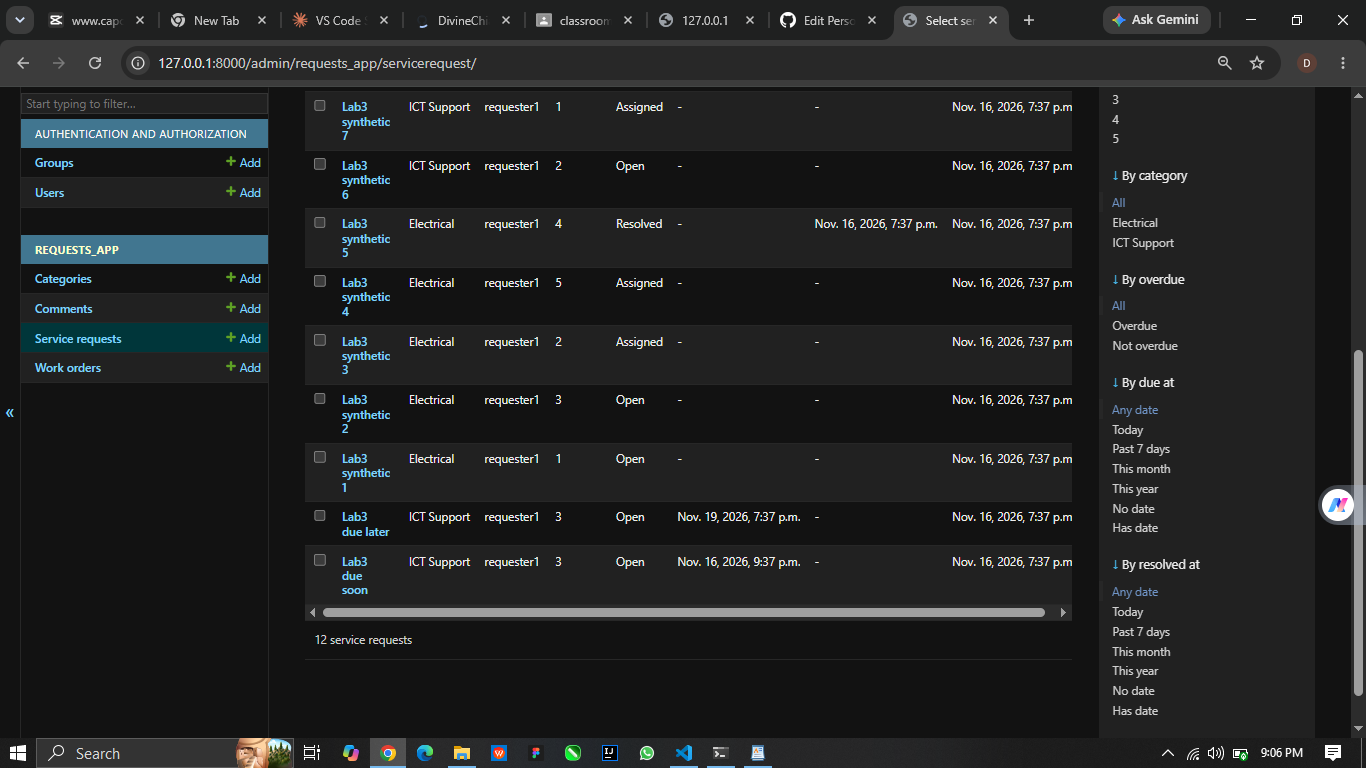 www.capc
New Tab
VS Code S
DivineChi
classroom
127.0.0.1
Edit Perso
Select ser
Ask Gemini
127.0.0.1:8000/admin/requests_app/servicerequest/
D
Start typing to filter...
AUTHENTICATION AND AUTHORIZATION
Groups + Add
Users + Add
REQUESTS_APP
Categories + Add
Comments + Add
Service requests + Add
Work orders + Add
«
Lab3 synthetic 7 ICT Support requester1 1 Assigned - - Nov. 16, 2026, 7:37 p.m
Lab3 synthetic 6 ICT Support requester1 2 Open - - Nov. 16, 2026, 7:37 p.m
Lab3 synthetic 5 Electrical requester1 4 Resolved - Nov. 16, 2026, 7:37 p.m. Nov. 16, 2026, 7:37 p.m
Lab3 synthetic 4 Electrical requester1 5 Assigned - - Nov. 16, 2026, 7:37 p.m
Lab3 synthetic 3 Electrical requester1 2 Assigned - - Nov. 16, 2026, 7:37 p.m
Lab3 synthetic 2 Electrical requester1 3 Open - - Nov. 16, 2026, 7:37 p.m
Lab3 synthetic 1 Electrical requester1 1 Open - - Nov. 16, 2026, 7:37 p.m
Lab3 due later ICT Support requester1 3 Open Nov. 19, 2026, 7:37 p.m. - Nov. 16, 2026, 7:37 p.m
Lab3 due soon ICT Support requester1 3 Open Nov. 16, 2026, 9:37 p.m. - Nov. 16, 2026, 7:37 p.m
12 service requests
3
4
5
↓ By category
All
Electrical
ICT Support
↓ By overdue
All
Overdue
Not overdue
↓ By due at
Any date
Today
Past 7 days
This month
This year
No date
Has date
↓ By resolved at
Any date
Today
Past 7 days
This month
This year
No date
Has date
Search
9:06 PM